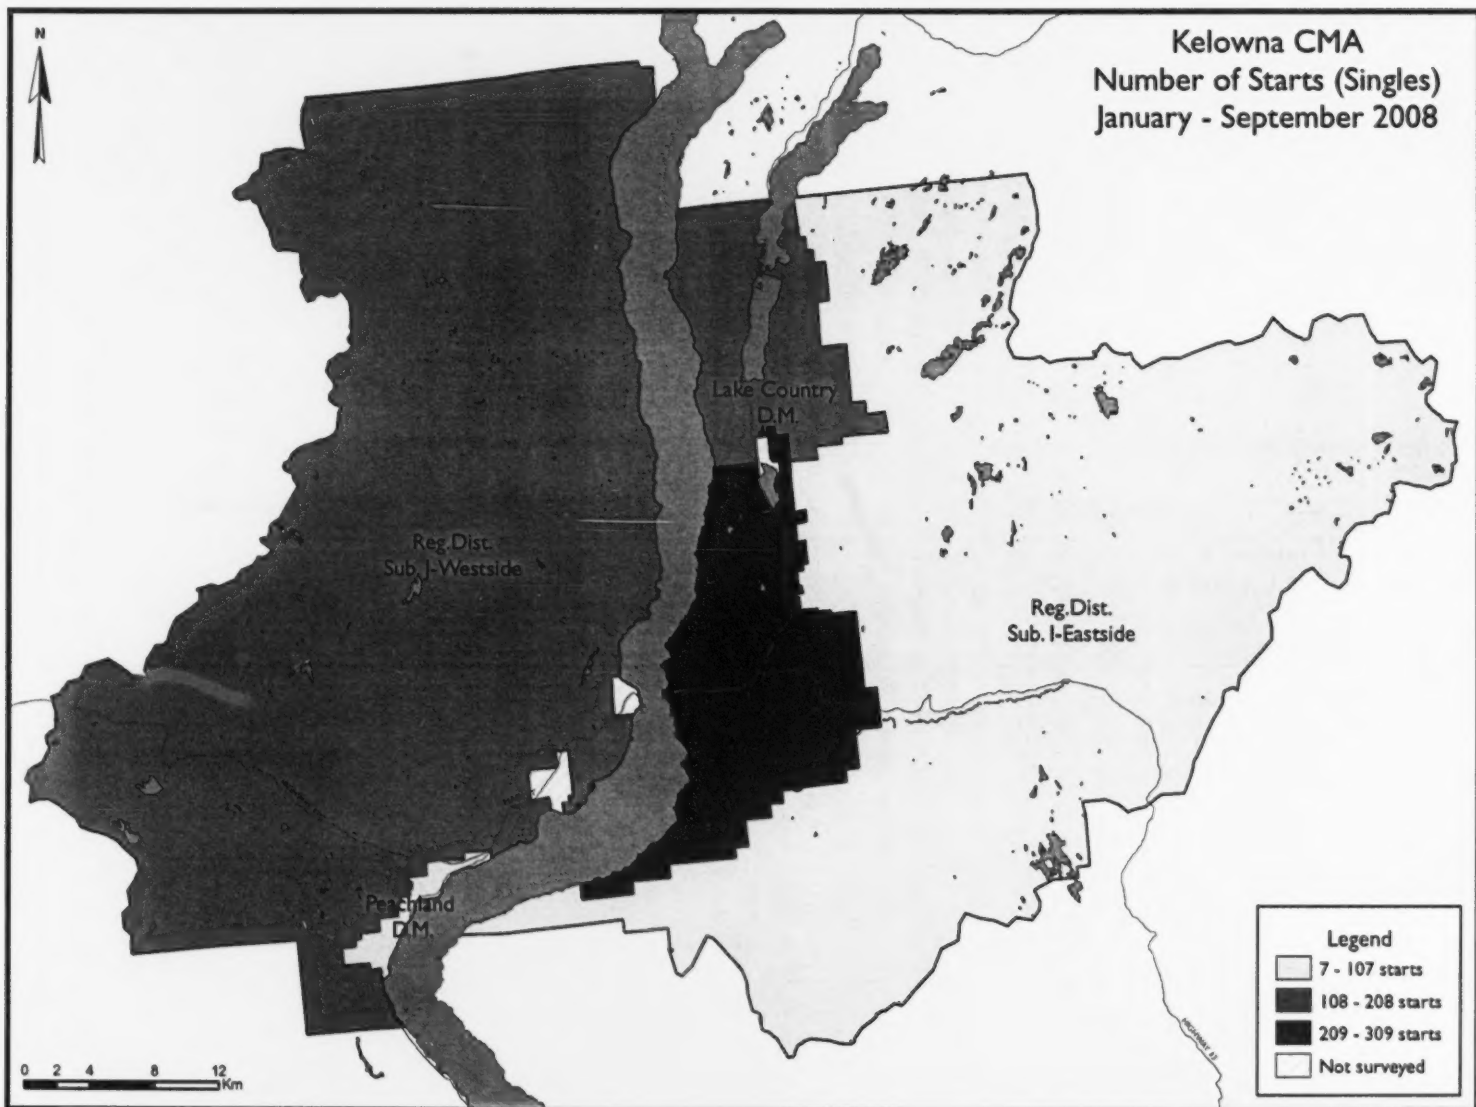 N
Kelowna CMA
Number of Starts (Singles)
January - September 2008
Lake Country
D.M.
Reg.Dist.
Sub. J-Westside
Reg.Dist.
Sub. I-Eastside
Peachland
D.M.
HIGHWAY 33
Legend
7 - 107 starts
108 - 208 starts
209 - 309 starts
Not surveyed
0 2 4 8 12
Km